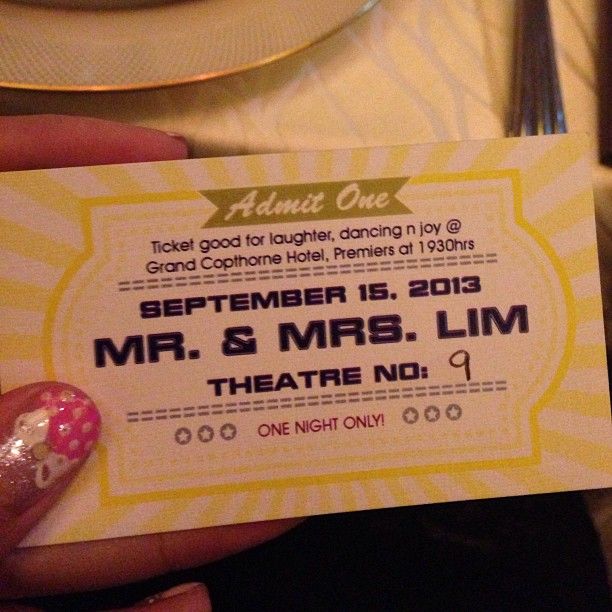 Admit One
Ticket good for laughter, dancing n joy @
Grand Copthorne Hotel, Premiers at 1930hrs
SEPTEMBER 15, 2013
MR. & MRS. LIM
THEATRE NO: 9
ONE NIGHT ONLY!